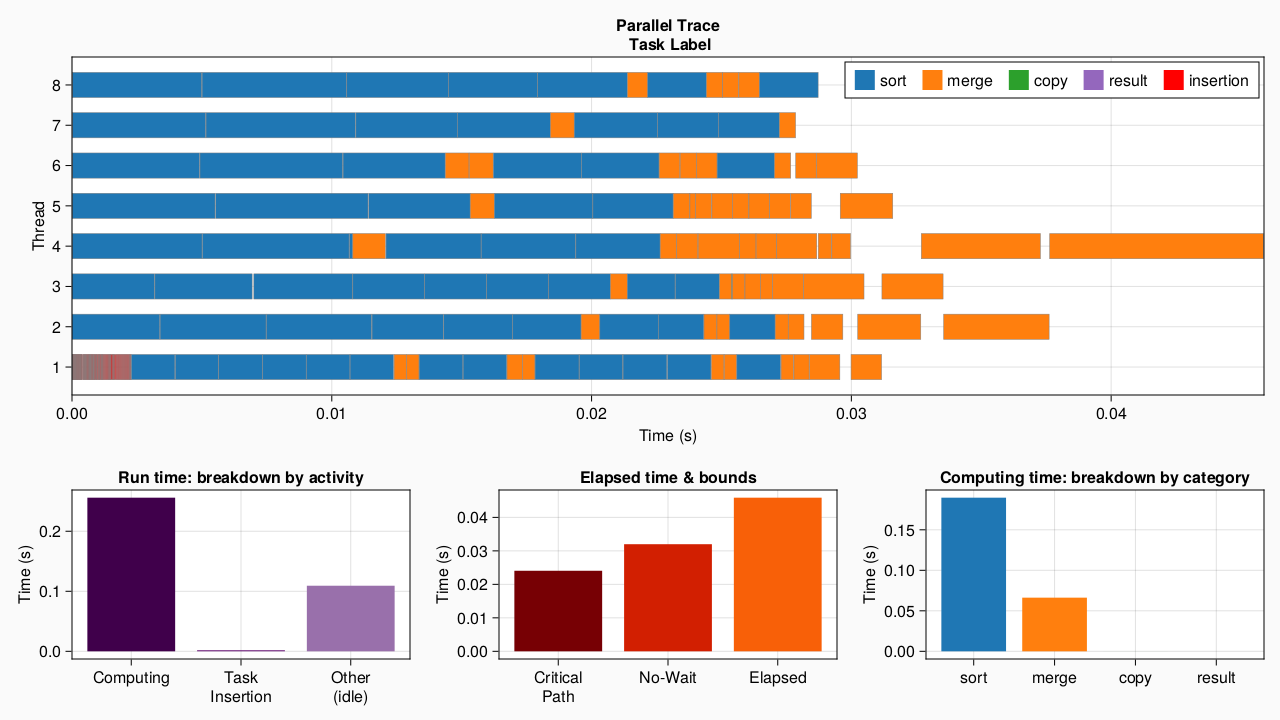 Parallel Trace
Task Label
sort merge copy result insertion
Thread
8
7
6
5
4
3
2
1
0.00 0.01 0.02 0.03 0.04
Time (s)
Run time: breakdown by activity
Time (s)
0.2
0.1
0.0
Computing Task Insertion Other (idle)
Elapsed time & bounds
Time (s)
0.04
0.03
0.02
0.01
0.00
Critical Path No-Wait Elapsed
Computing time: breakdown by category
Time (s)
0.15
0.10
0.05
0.00
sort merge copy result